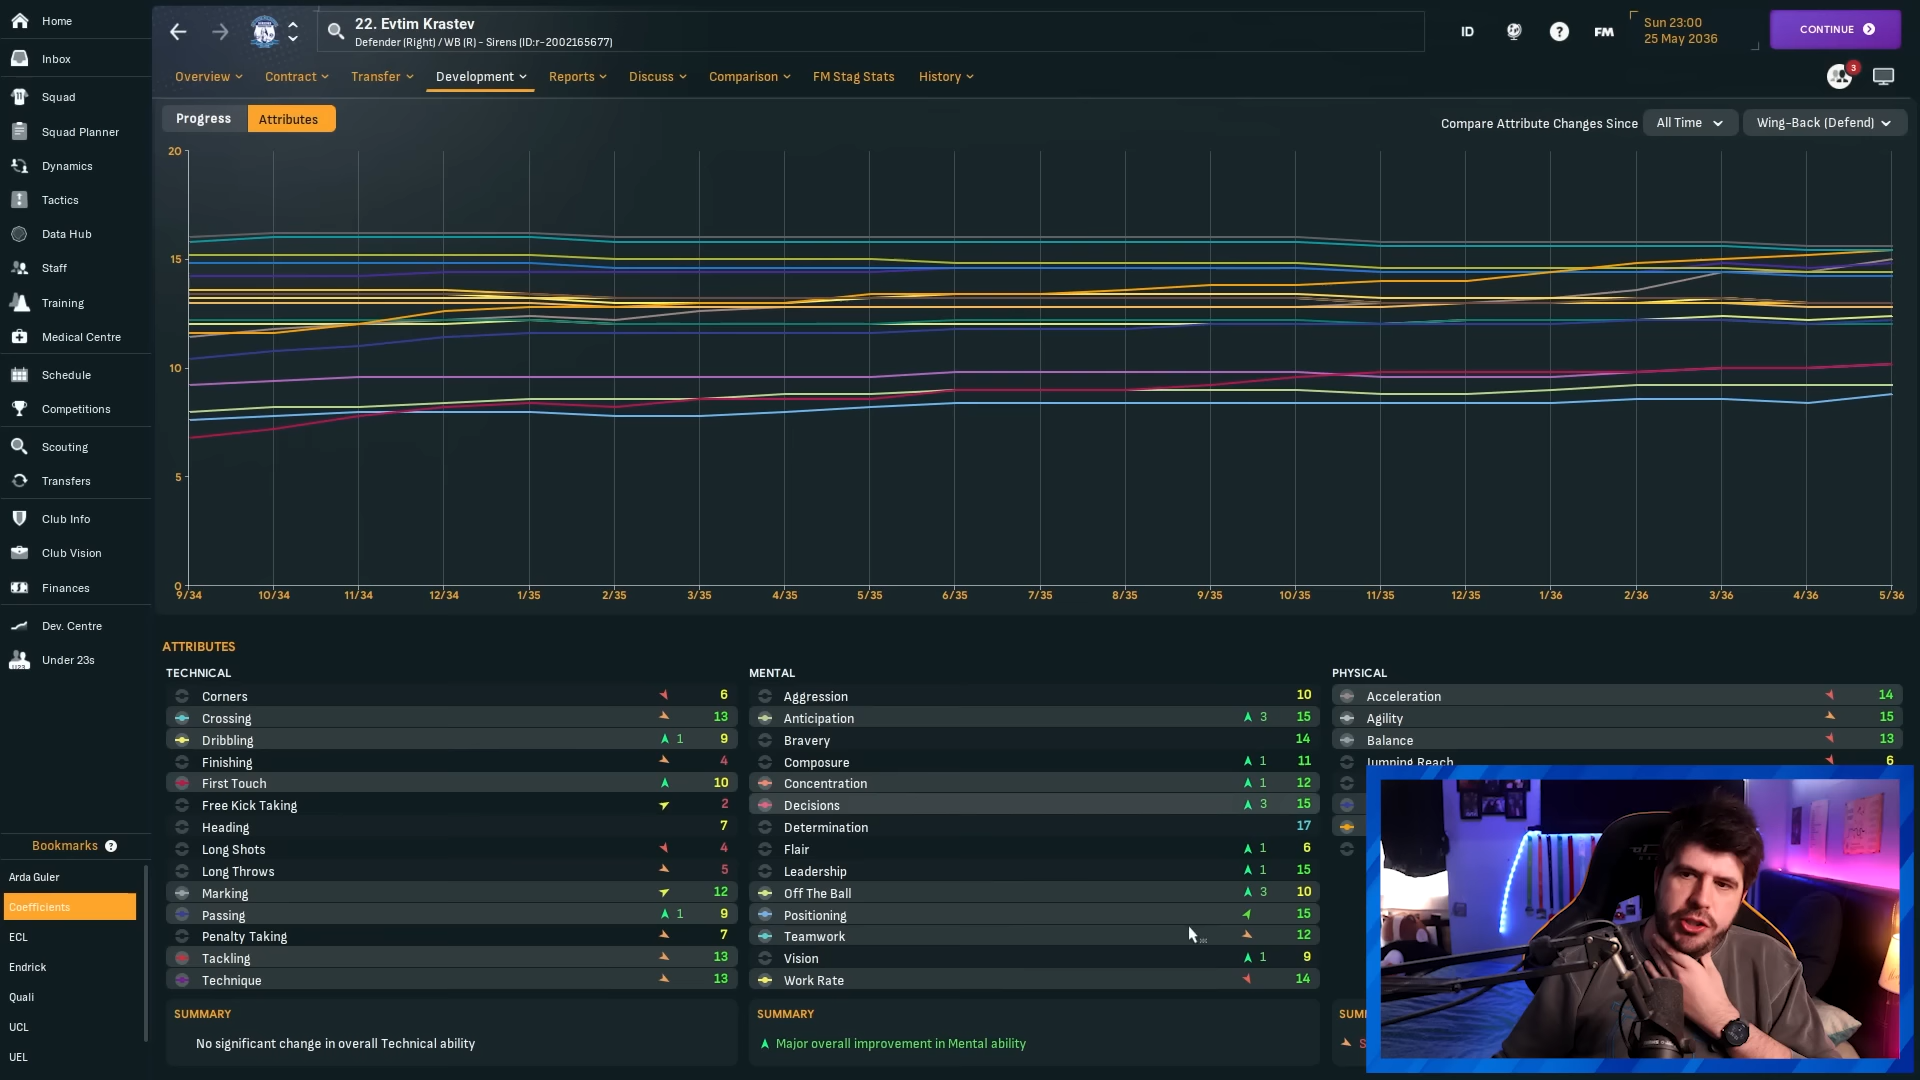 Home
Inbox
Squad
Squad Planner
Dynamics
Tactics
Data Hub
Staff
Training
Medical Centre
Schedule
Competitions
Scouting
Transfers
Club Info
Club Vision
Finances
Dev. Centre
Under 23s
Bookmarks ?
Arda Guler
Coefficients
ECL
Endrick
Quali
UCL
UEL
22. Evtim Krastev
Defender (Right) / WB (R) - Sirens (ID:r-2002165677)
ID
?
FM
Sun 23:00
25 May 2036
CONTINUE
Overview
Contract
Transfer
Development
Reports
Discuss
Comparison
FM Stag Stats
History
3
Progress
Attributes
Compare Attribute Changes Since
All Time
Wing-Back (Defend)
20
15
10
5
0
9/34 10/34 11/34 12/34 1/35 2/35 3/35 4/35 5/35 6/35 7/35 8/35 9/35 10/35 11/35 12/35 1/36 2/36 3/36 4/36 5/36
ATTRIBUTES
TECHNICAL
Corners 6
Crossing 13
Dribbling 1 9
Finishing 4
First Touch 10
Free Kick Taking 2
Heading 7
Long Shots 4
Long Throws 5
Marking 12
Passing 1 9
Penalty Taking 7
Tackling 13
Technique 13
SUMMARY
No significant change in overall Technical ability
MENTAL
Aggression 10
Anticipation 3 15
Bravery 14
Composure 1 11
Concentration 1 12
Decisions 3 15
Determination 17
Flair 1 6
Leadership 1 15
Off The Ball 3 10
Positioning 15
Teamwork 12
Vision 1 9
Work Rate 14
SUMMARY
Major overall improvement in Mental ability
PHYSICAL
Acceleration 14
Agility 15
Balance 13
Jumping Reach 6